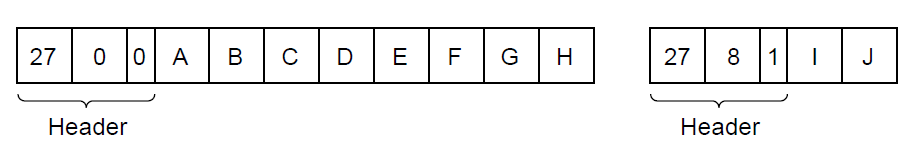 27 0 0 A B C D E F G H 27 8 1 I J
Header Header